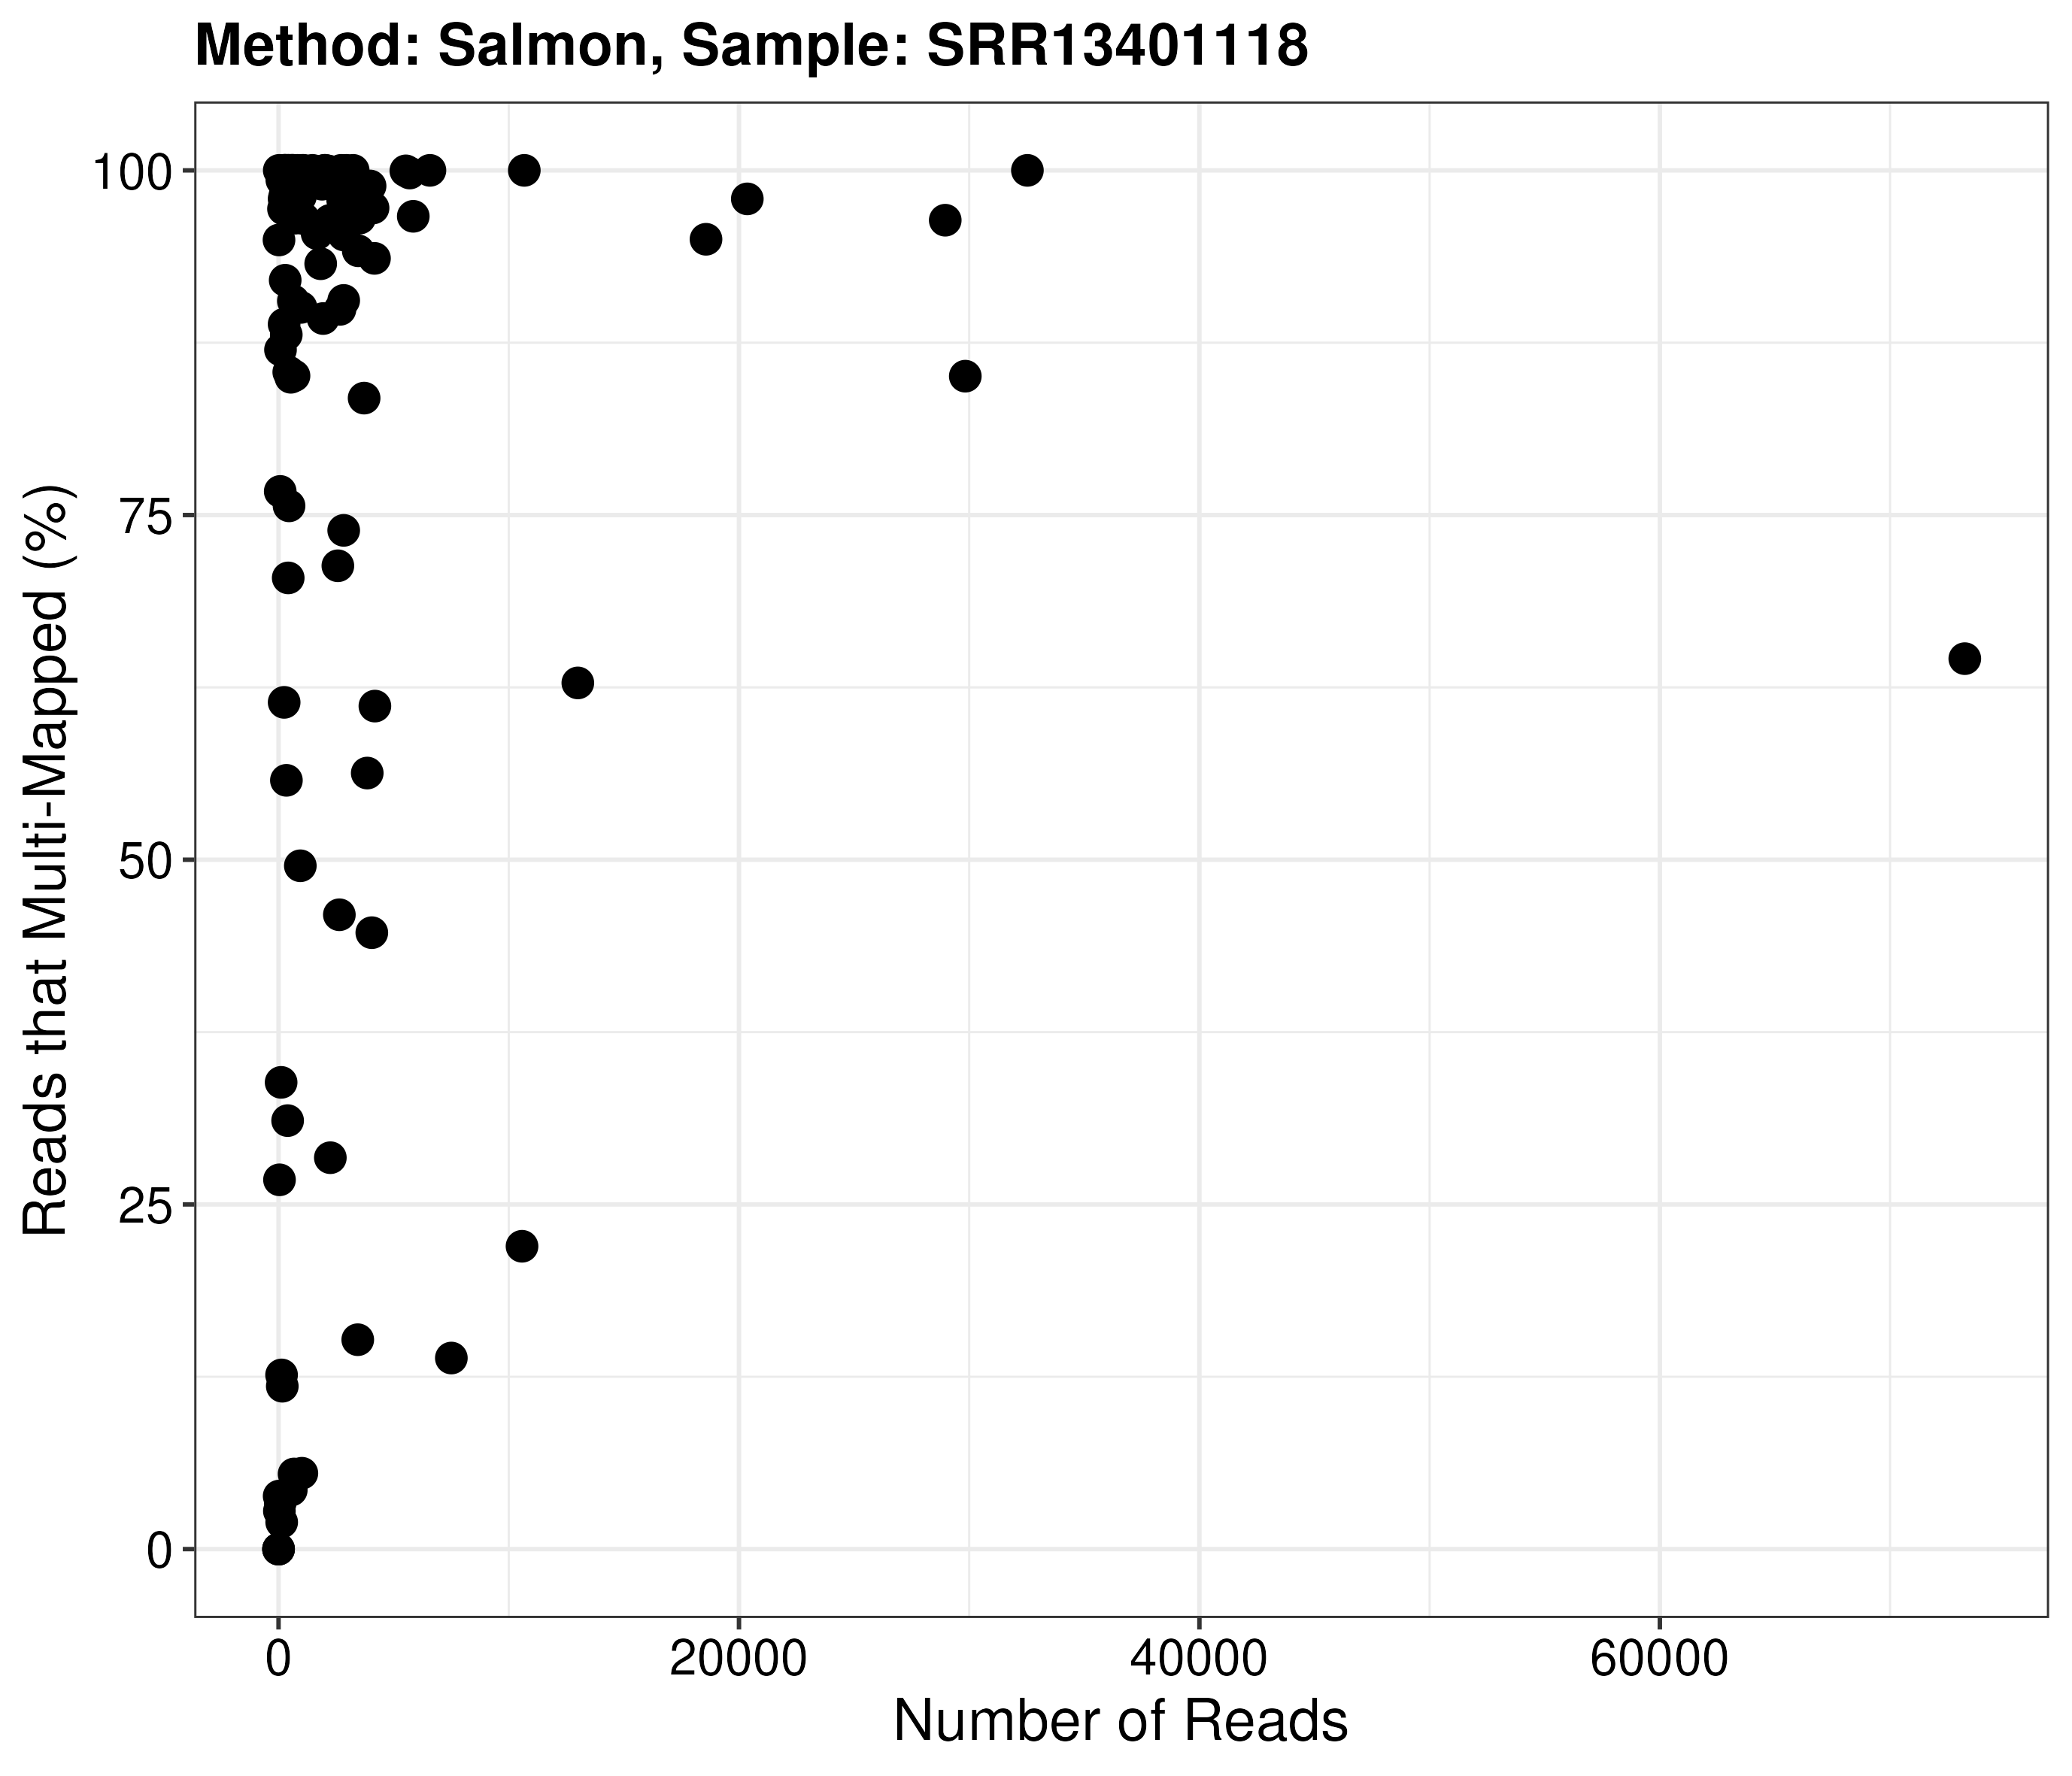 Method: Salmon, Sample: SRR13401118
Reads that Multi-Mapped (%)
100
75
50
25
0
0 20000 40000 60000
Number of Reads